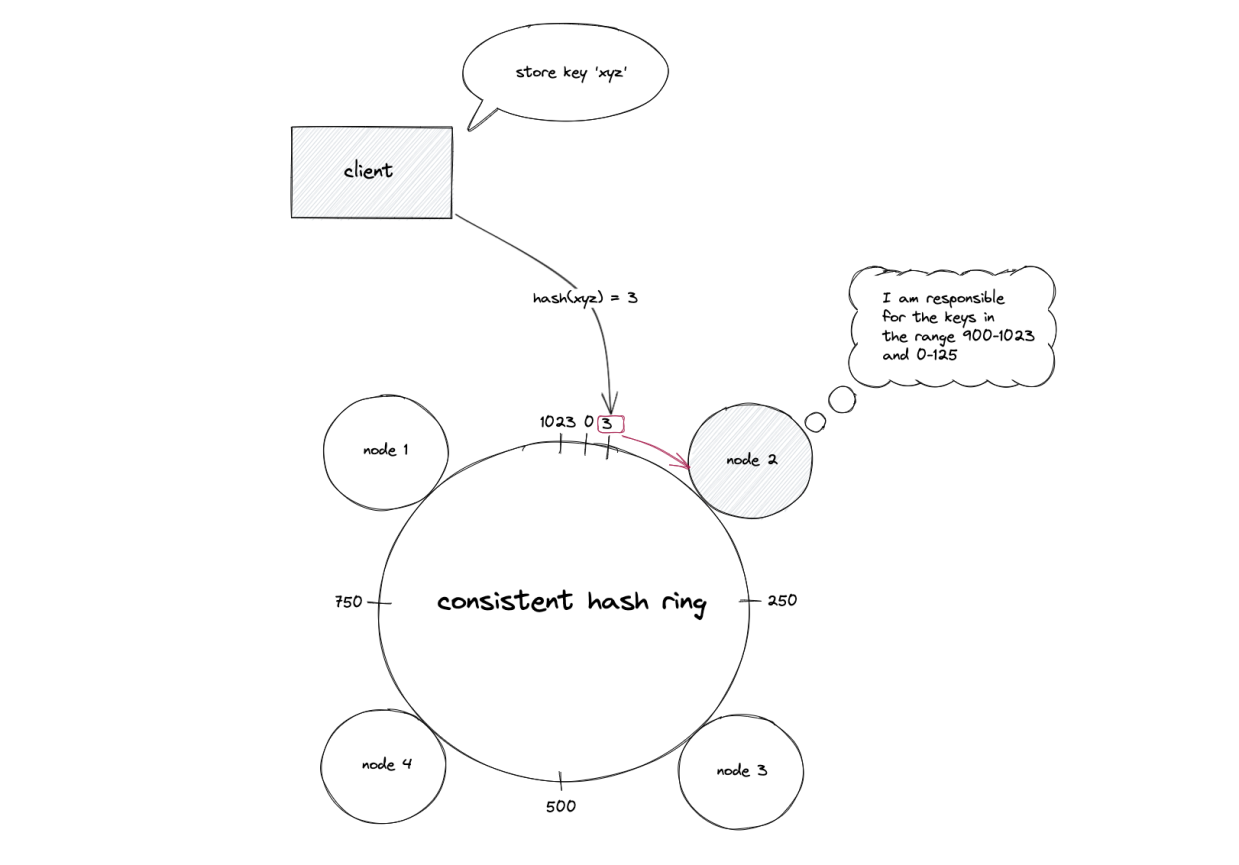 store key 'xyz'
client
hash(xyz) = 3
I am responsible
for the keys in
the range 900-1023
and 0-125
1023 0 3
node 1
node 2
750
consistent hash ring
250
node 4
node 3
500